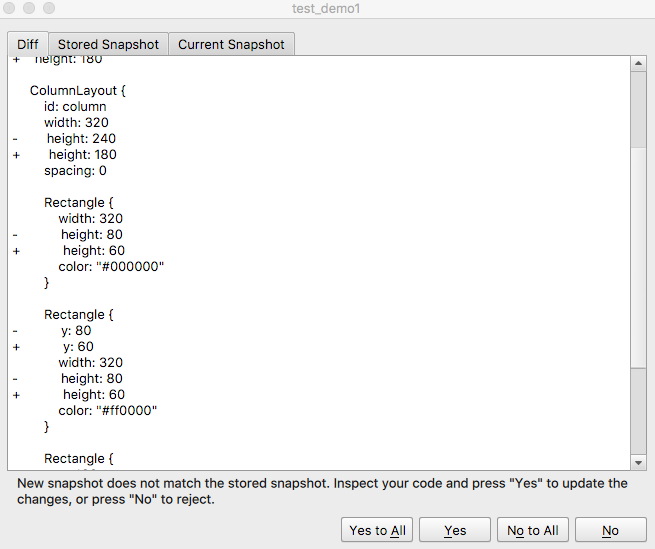 test_demo1
Diff
Stored Snapshot
Current Snapshot
+ height: 180
ColumnLayout {
id: column
width: 320
- height: 240
+ height: 180
spacing: 0
Rectangle {
width: 320
- height: 80
+ height: 60
color: "#000000"
}
Rectangle {
- y: 80
+ y: 60
width: 320
- height: 80
+ height: 60
color: "#ff0000"
}
Rectangle {
New snapshot does not match the stored snapshot. Inspect your code and press "Yes" to update the
changes, or press "No" to reject.
Yes to All
Yes
No to All
No